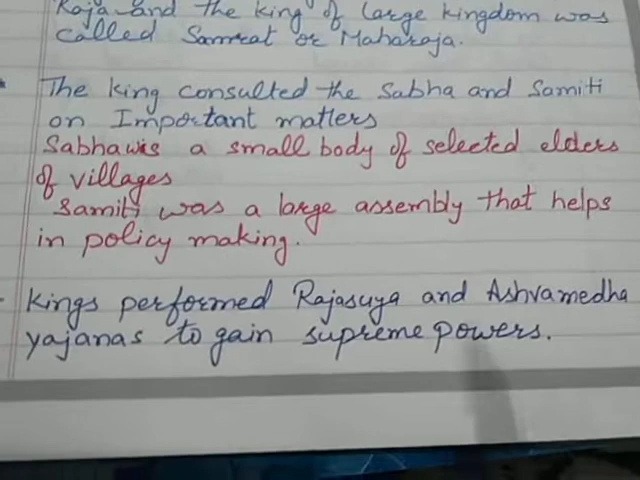 Raja and the king of large kingdom was
called Samrat or Maharaja.
The king consulted the Sabha and Samiti
on Important matters
Sabha was a small body of selected elders
of villages
Samiti was a large assembly that helps
in policy making.
- Kings performed Rajasuya and Ashvamedha
yajanas to gain supreme powers.